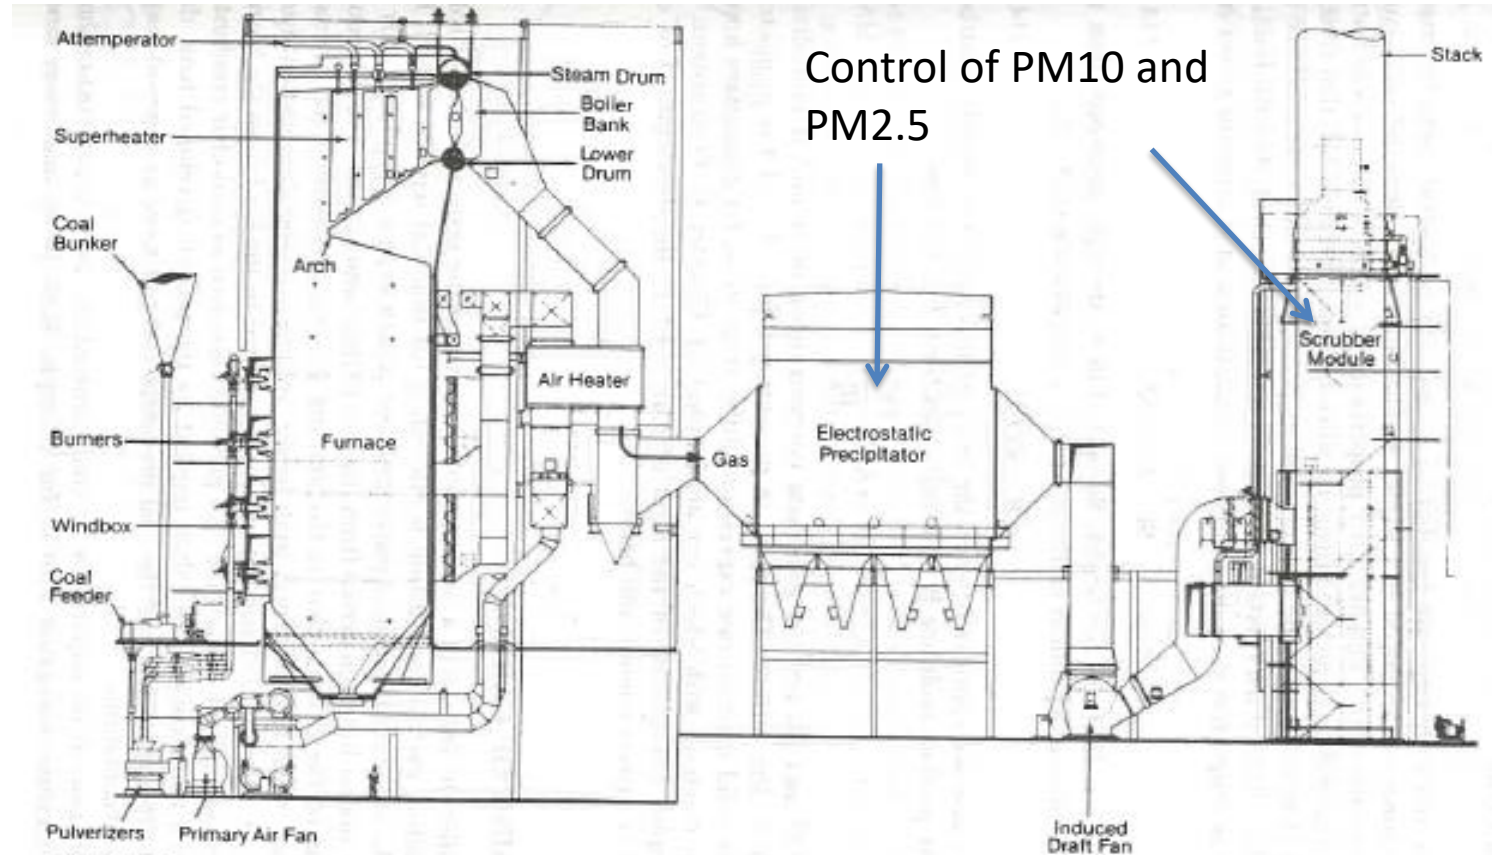 Control of PM10 and
PM2.5
Attemperator
Steam Drum
Boiler
Bank
Superheater
Lower
Drum
Coal
Bunker
Arch
Stack
Scrubber
Module
Air Heater
Burners
Furnace
Gas
Electrostatic
Precipitator
Windbox
Coal
Feeder
Pulverizers
Primary Air Fan
Induced
Draft Fan